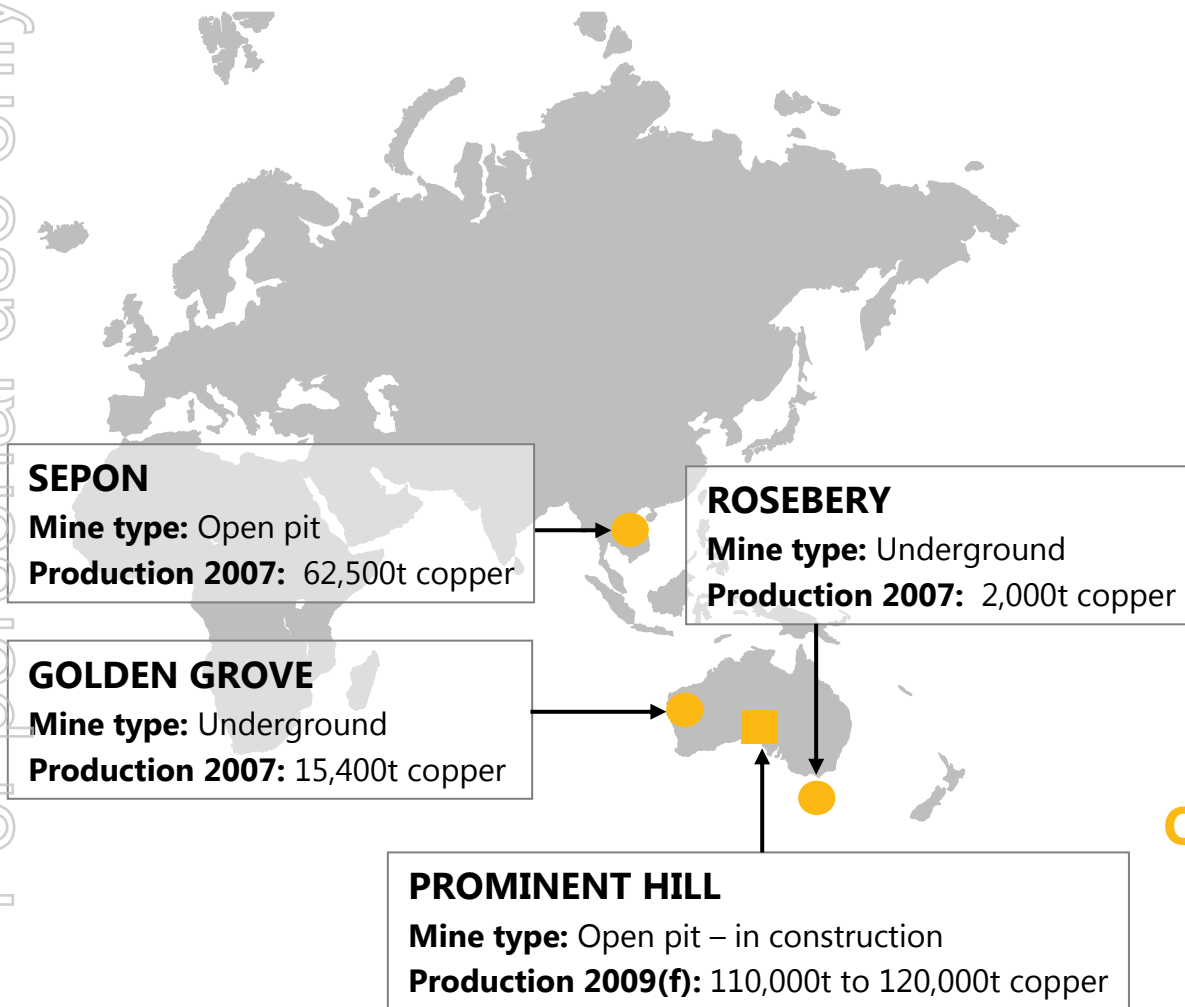 SEPON
Mine type: Open pit
Production 2007: 62,500t copper
ROSEBERY
Mine type: Underground
Production 2007: 2,000t copper
GOLDEN GROVE
Mine type: Underground
Production 2007: 15,400t copper
PROMINENT HILL
Mine type: Open pit – in construction
Production 2009(f): 110,000t to 120,000t copper